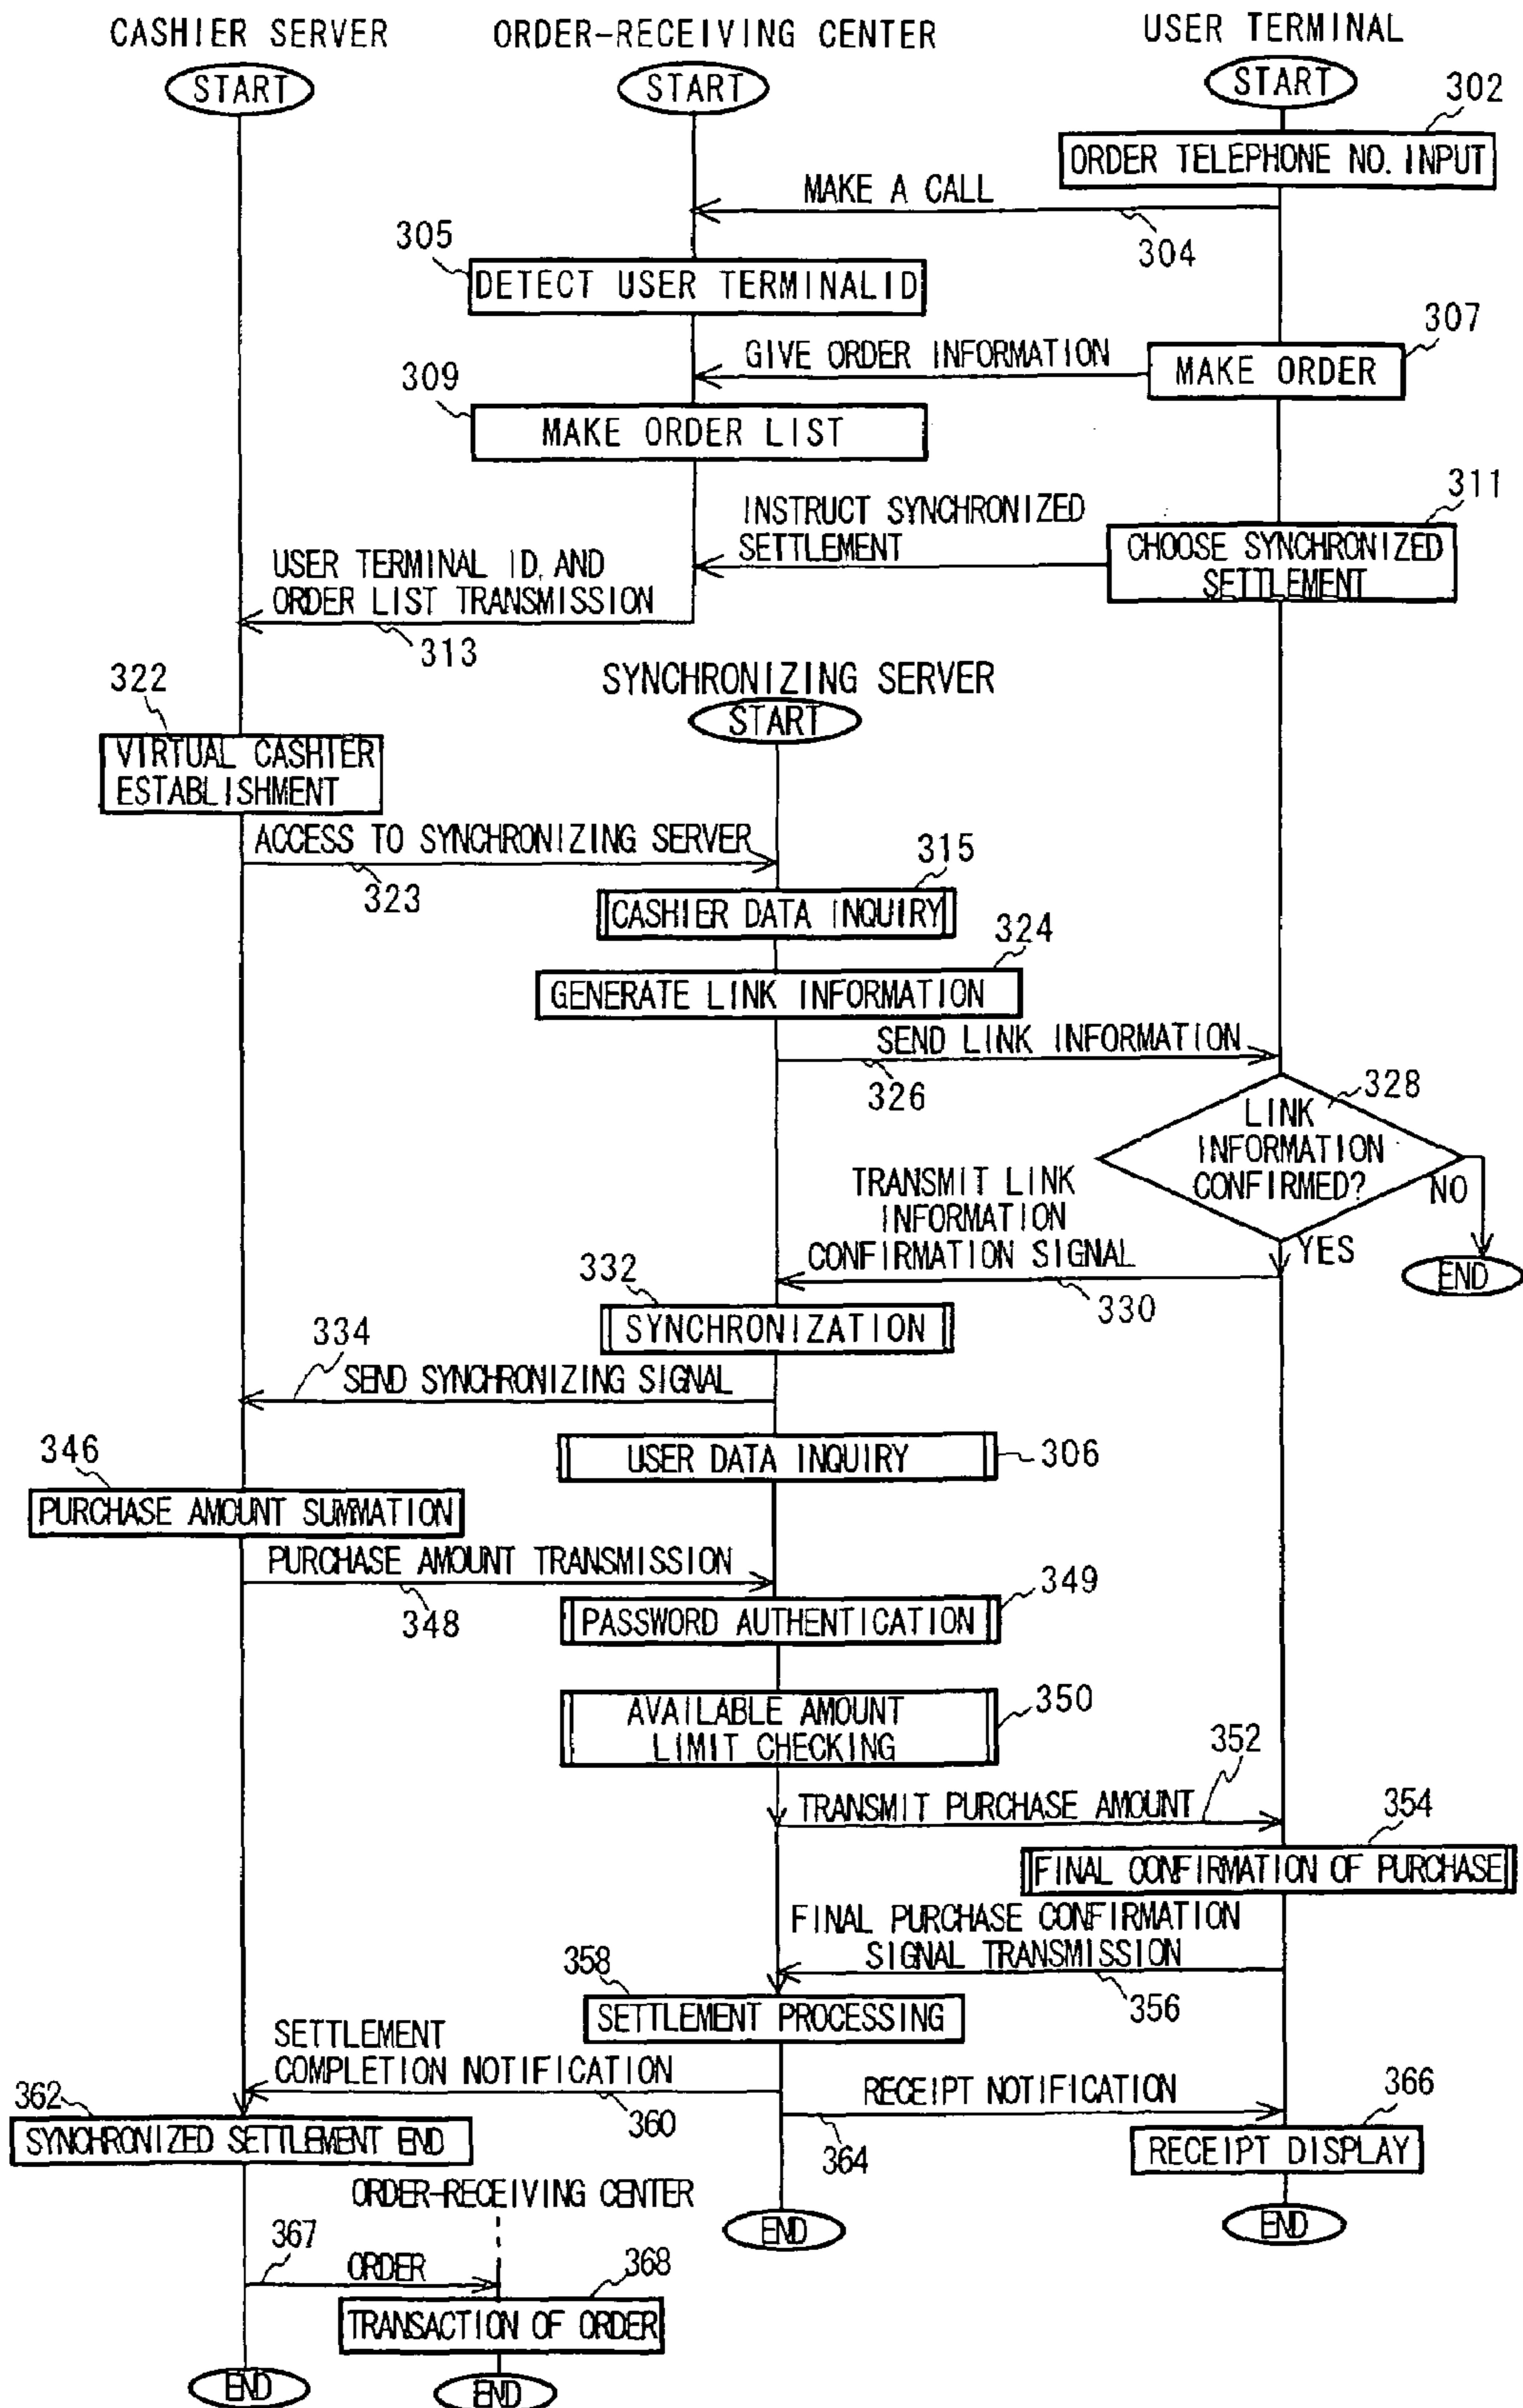 CASHIER SERVER
ORDER-RECEIVING CENTER
USER TERMINAL
START
START
START
302
ORDER TELEPHONE NO. INPUT
MAKE A CALL
304
305
DETECT USER TERMINALID
307
GIVE ORDER INFORMATION
MAKE ORDER
309
MAKE ORDER LIST
311
INSTRUCT SYNCHRONIZED
SETTLEMENT
CHOOSE SYNCHRONIZED
SETTLEMENT
USER TERMINAL ID, AND
ORDER LIST TRANSMISSION
313
322
SYNCHRONIZING SERVER
START
VIRTUAL CASHIER
ESTABLISHMENT
ACCESS TO SYNCHRONIZING SERVER
323
315
CASHIER DATA INQUIRY
324
GENERATE LINK INFORMATION
SEND LINK INFORMATION
326
328
LINK
INFORMATION
CONFIRMED?
NO
YES
END
TRANSMIT LINK
INFORMATION
CONFIRMATION SIGNAL
330
332
SYNCHRONIZATION
334
SEND SYNCHRONIZING SIGNAL
USER DATA INQUIRY
306
346
PURCHASE AMOUNT SUMMATION
PURCHASE AMOUNT TRANSMISSION
348
349
PASSWORD AUTHENTICATION
350
AVAILABLE AMOUNT
LIMIT CHECKING
352
TRANSMIT PURCHASE AMOUNT
354
FINAL CONFIRMATION OF PURCHASE
FINAL PURCHASE CONFIRMATION
SIGNAL TRANSMISSION
356
358
SETTLEMENT PROCESSING
SETTLEMENT
COMPLETION NOTIFICATION
360
RECEIPT NOTIFICATION
364
362
SYNCHRONIZED SETTLEMENT END
366
RECEIPT DISPLAY
ORDER-RECEIVING CENTER
END
END
367
ORDER
368
TRANSACTION OF ORDER
END
END